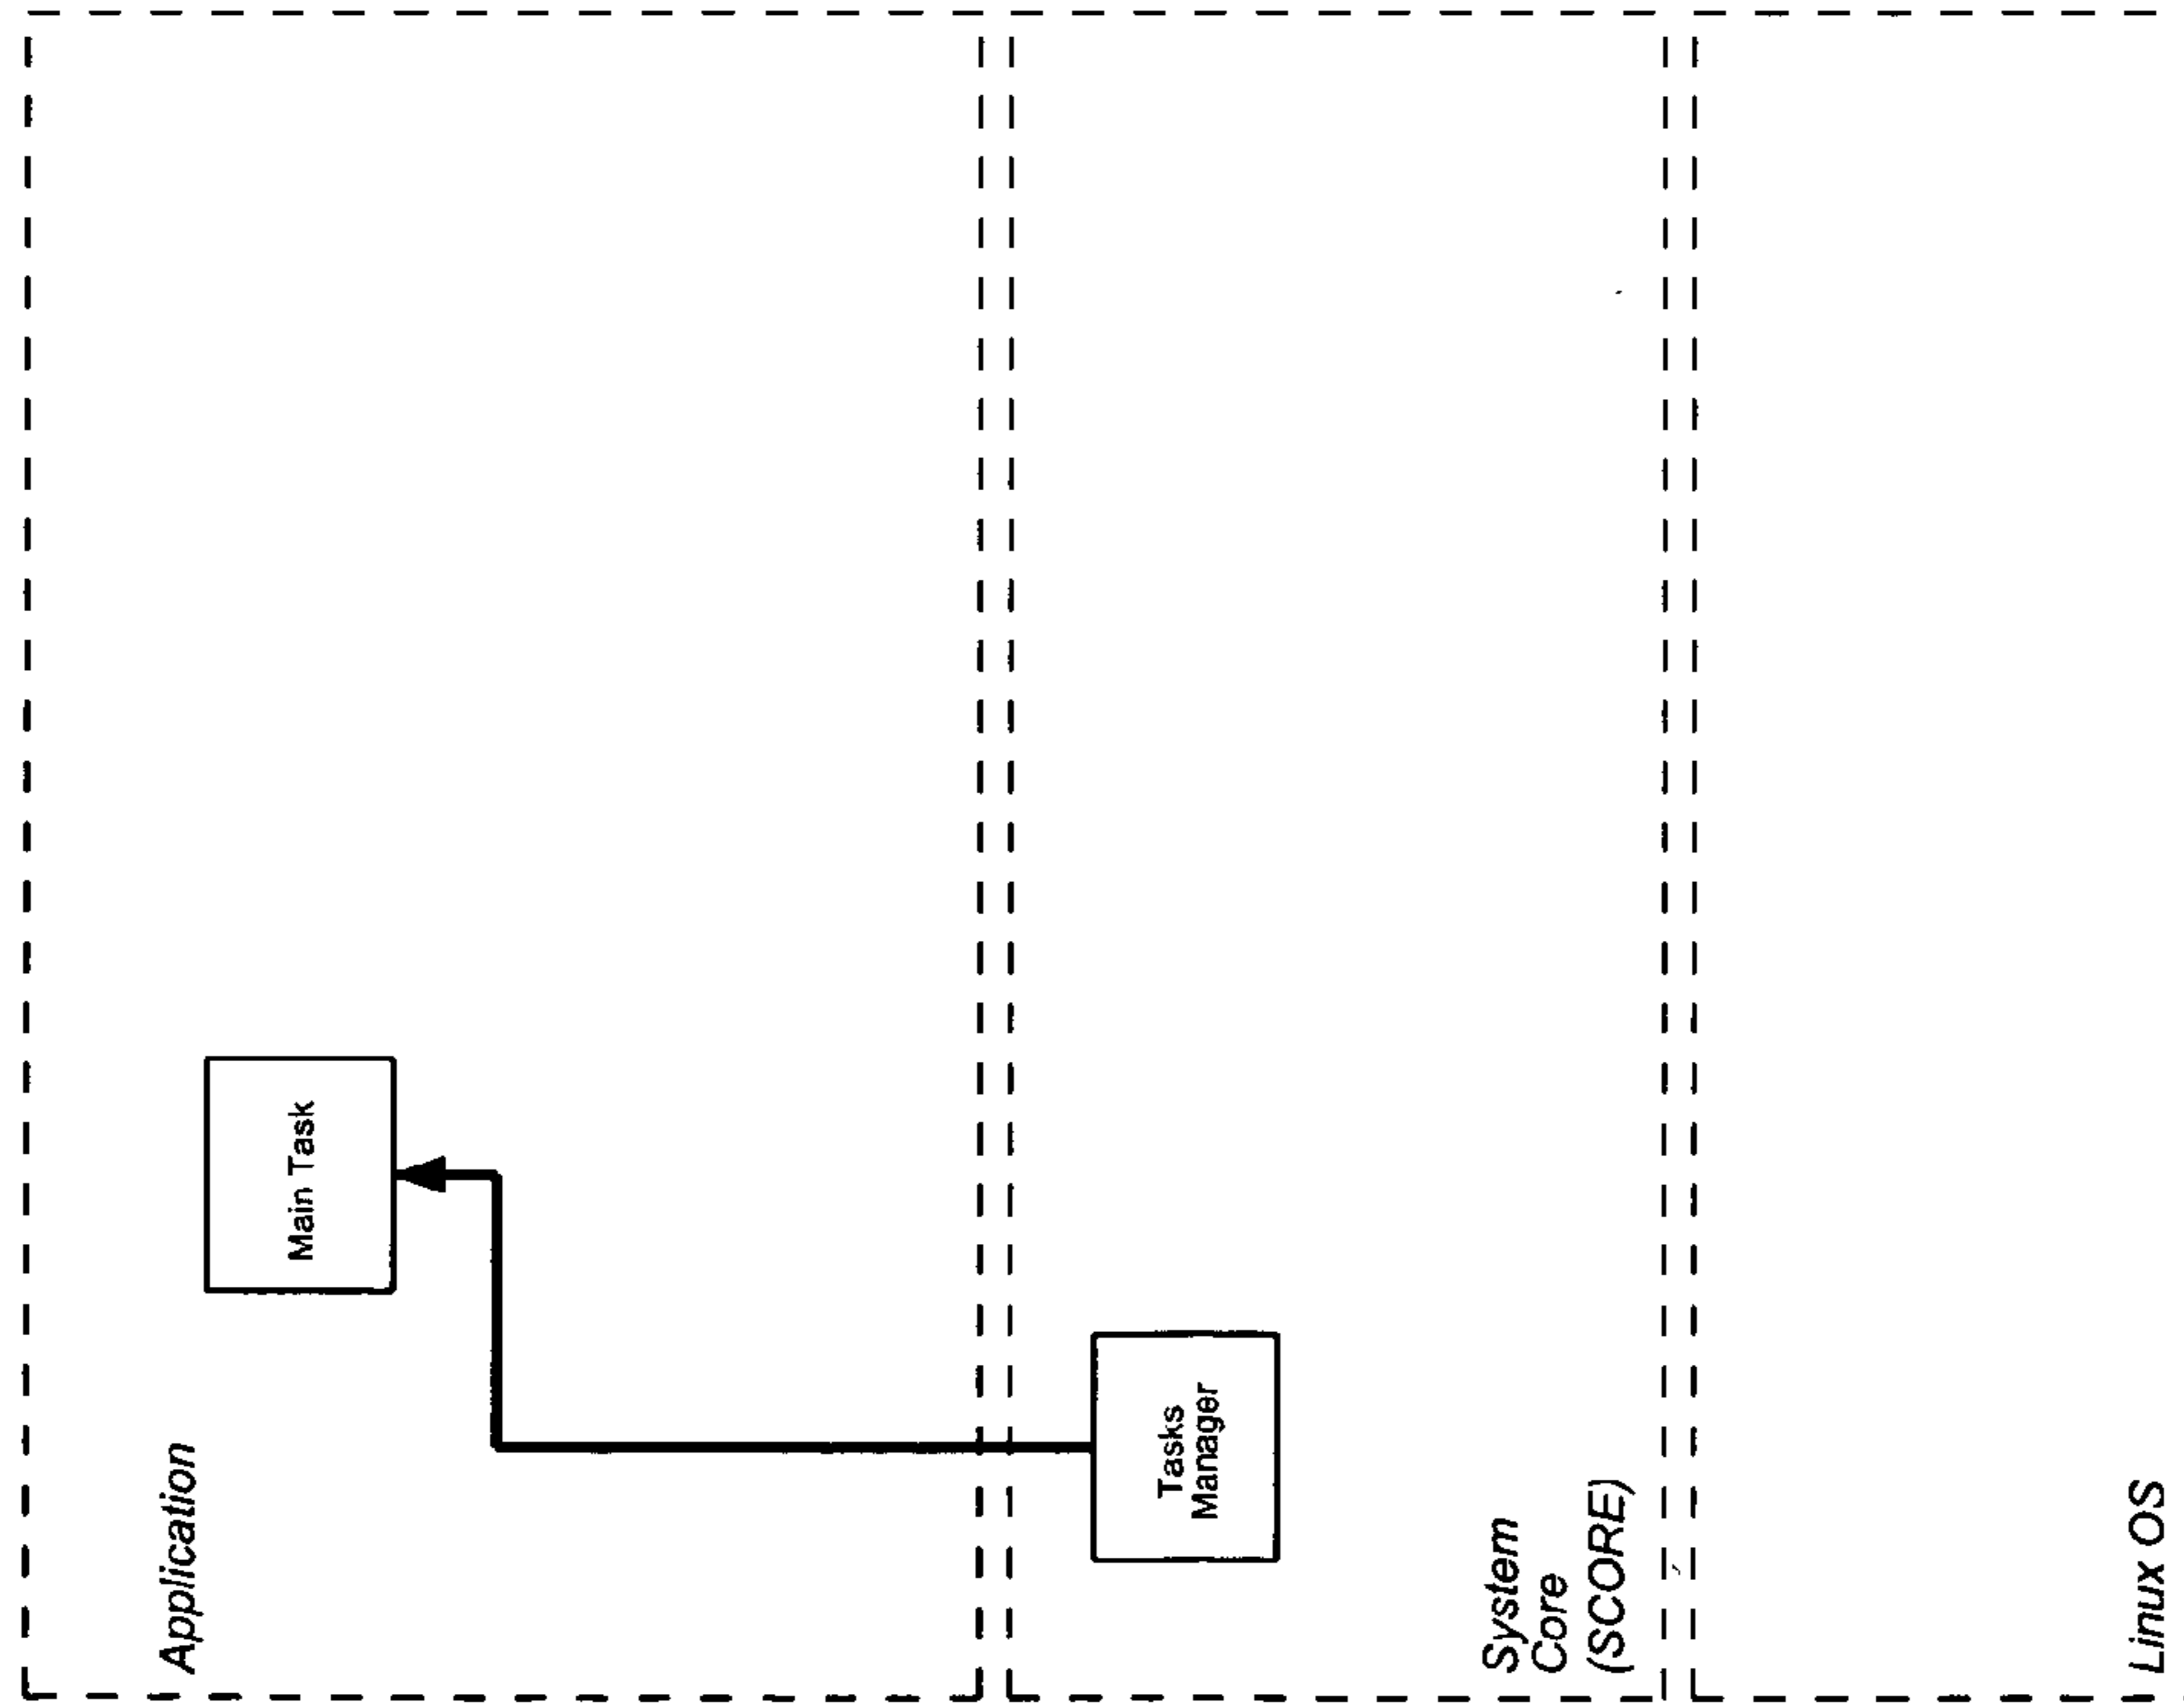 Application
Main Task
Tasks
Manager
System
Core
(SCORE)
Linux OS